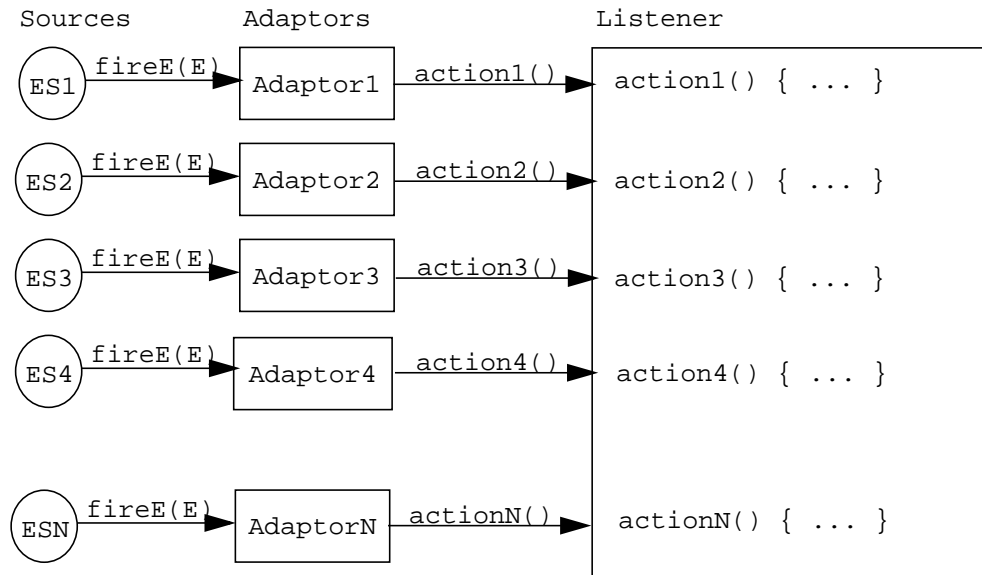 Sources Adaptors Listener
ES1 fireE(E) Adaptor1 action1() action1() { ... }
ES2 fireE(E) Adaptor2 action2() action2() { ... }
ES3 fireE(E) Adaptor3 action3() action3() { ... }
ES4 fireE(E) Adaptor4 action4() action4() { ... }
ESN fireE(E) AdaptorN actionN() actionN() { ... }